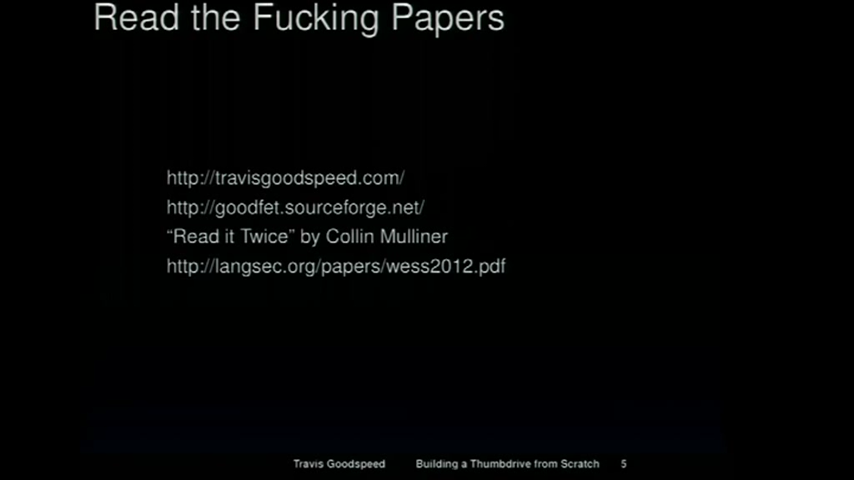 Read the Fucking Papers
http://travisgoodspeed.com/
http://goodfet.sourceforge.net/
“Read it Twice” by Collin Mulliner
http://langsec.org/papers/wess2012.pdf
Travis Goodspeed Building a Thumbdrive from Scratch 5